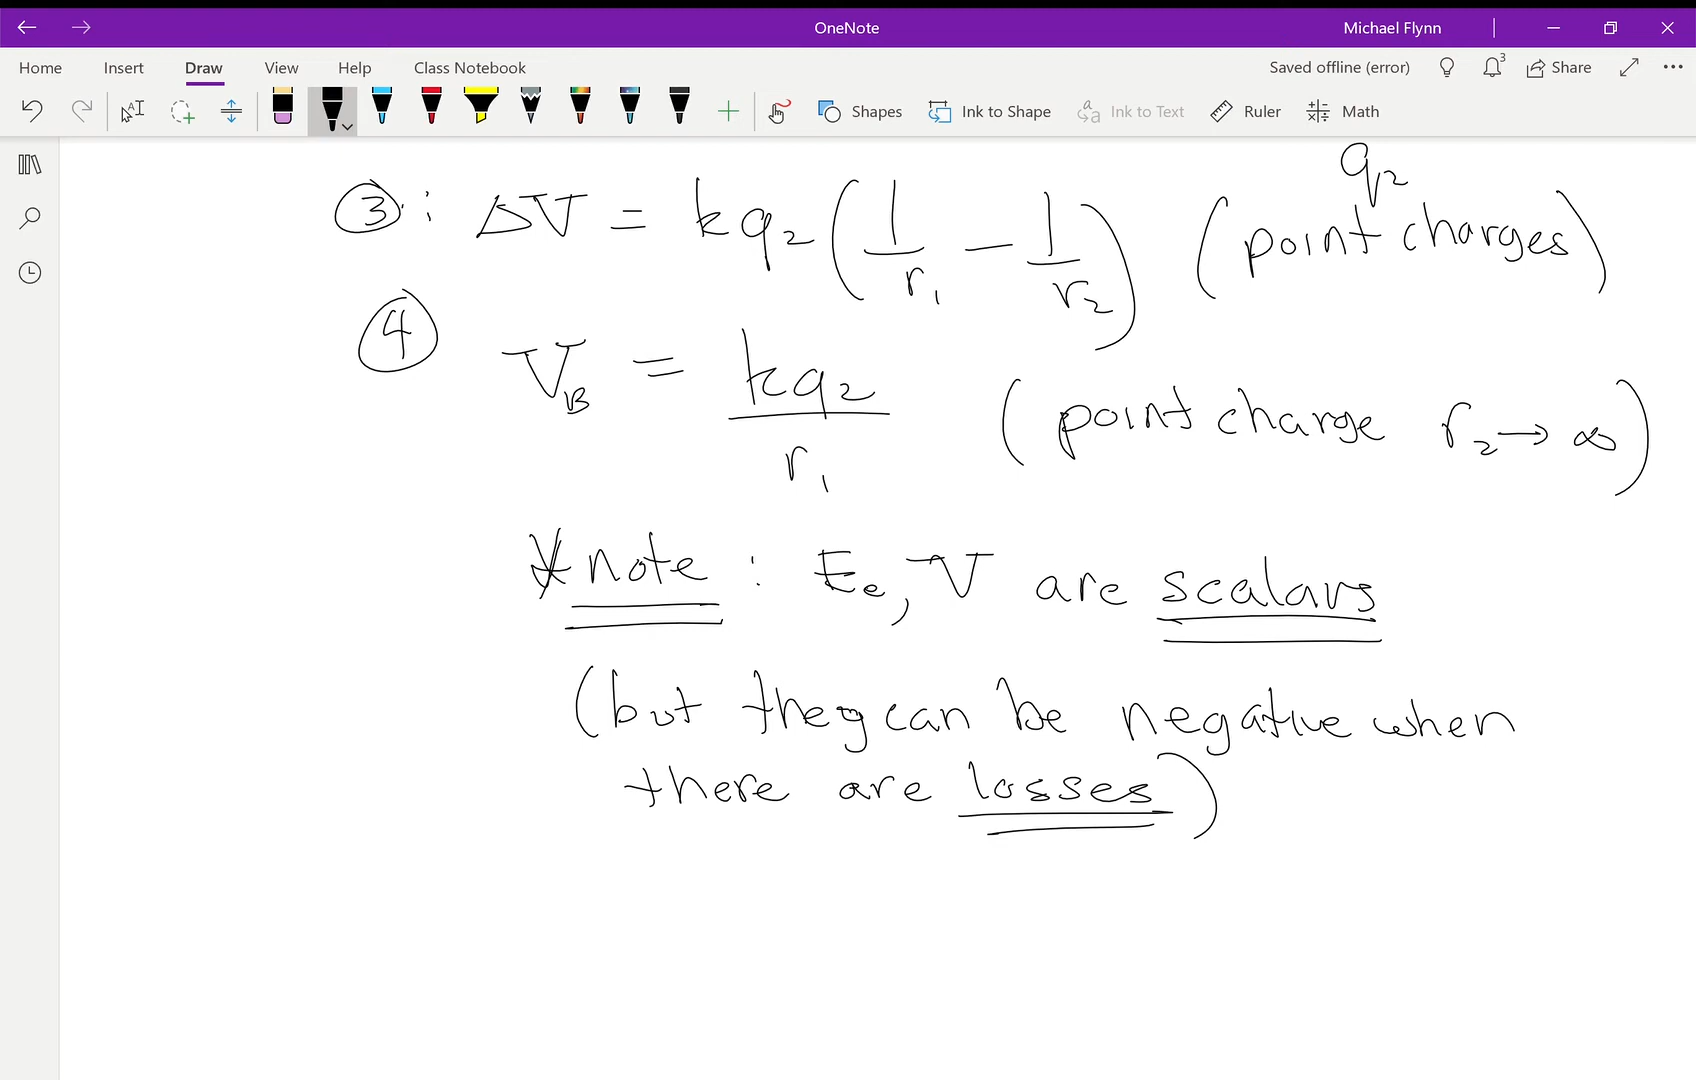 OneNote
Michael Flynn
Home Insert Draw View Help Class Notebook
Saved offline (error) 3 Share
Shapes Ink to Shape Ink to Text Ruler Math
q₂
③: ΔV = kq₂(1/r₁ − 1/r₂) (point charges)
④ V_B = kq₂/r₁ (point charge r₂→∞)
* note : Eₑ, V are scalars
(but they can be negative when
there are losses)